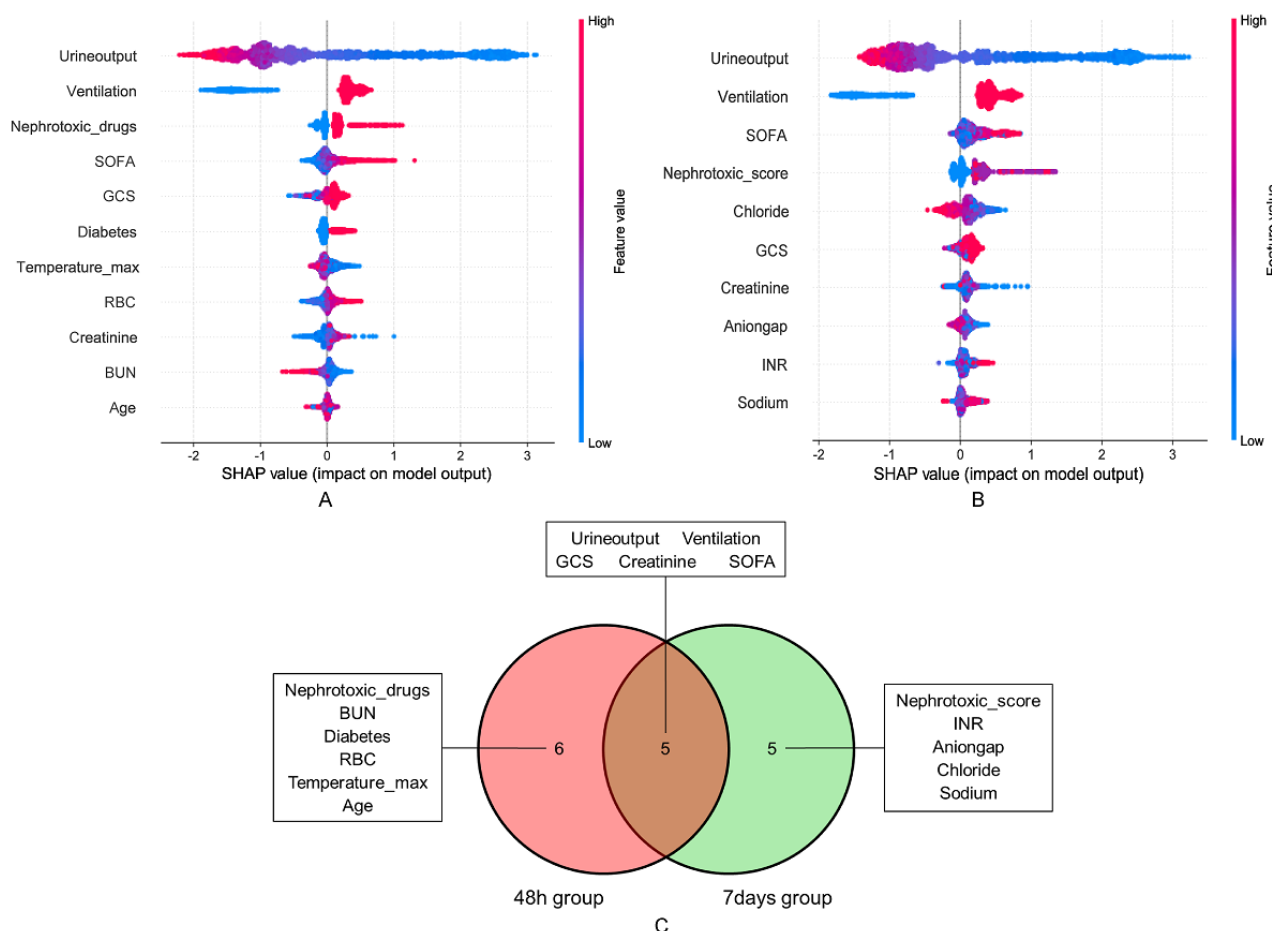 High
Urineoutput
Ventilation
Nephrotoxic_drugs
SOFA
GCS
Diabetes
Temperature_max
RBC
Creatinine
BUN
Age
Feature value
Low
-2 -1 0 1 2 3
SHAP value (impact on model output)
A
High
Urineoutput
Ventilation
SOFA
Nephrotoxic_score
Chloride
GCS
Creatinine
Aniongap
INR
Sodium
Feature value
Low
-2 -1 0 1 2 3
SHAP value (impact on model output)
B
Urineoutput Ventilation
GCS Creatinine SOFA
Nephrotoxic_drugs
BUN
Diabetes
RBC
Temperature_max
Age
6 5 5
Nephrotoxic_score
INR
Aniongap
Chloride
Sodium
48h group 7days group
C